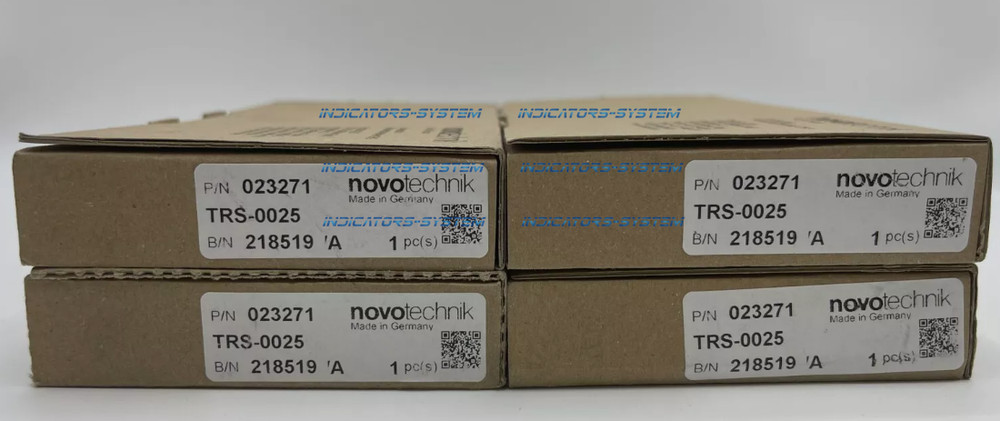 INDICATORS-SYSTEM INDICATORS-SYSTEM
INDICATORS-SYSTEM INDICATORS-SYSTEM
P/N 023271 novotechnik
Made in Germany
TRS-0025
INDICATORS-SYSTEM
B/N 218519 /A 1 pc(s)
P/N 023271 novotechnik
Made in Germany
TRS-0025
INDICATORS-SYSTEM
B/N 218519 /A 1 pc(s)
P/N 023271 novotechnik
Made in Germany
TRS-0025
B/N 218519 /A 1 pc(s)
P/N 023271 novotechnik
Made in Germany
TRS-0025
B/N 218519 /A 1 pc(s)